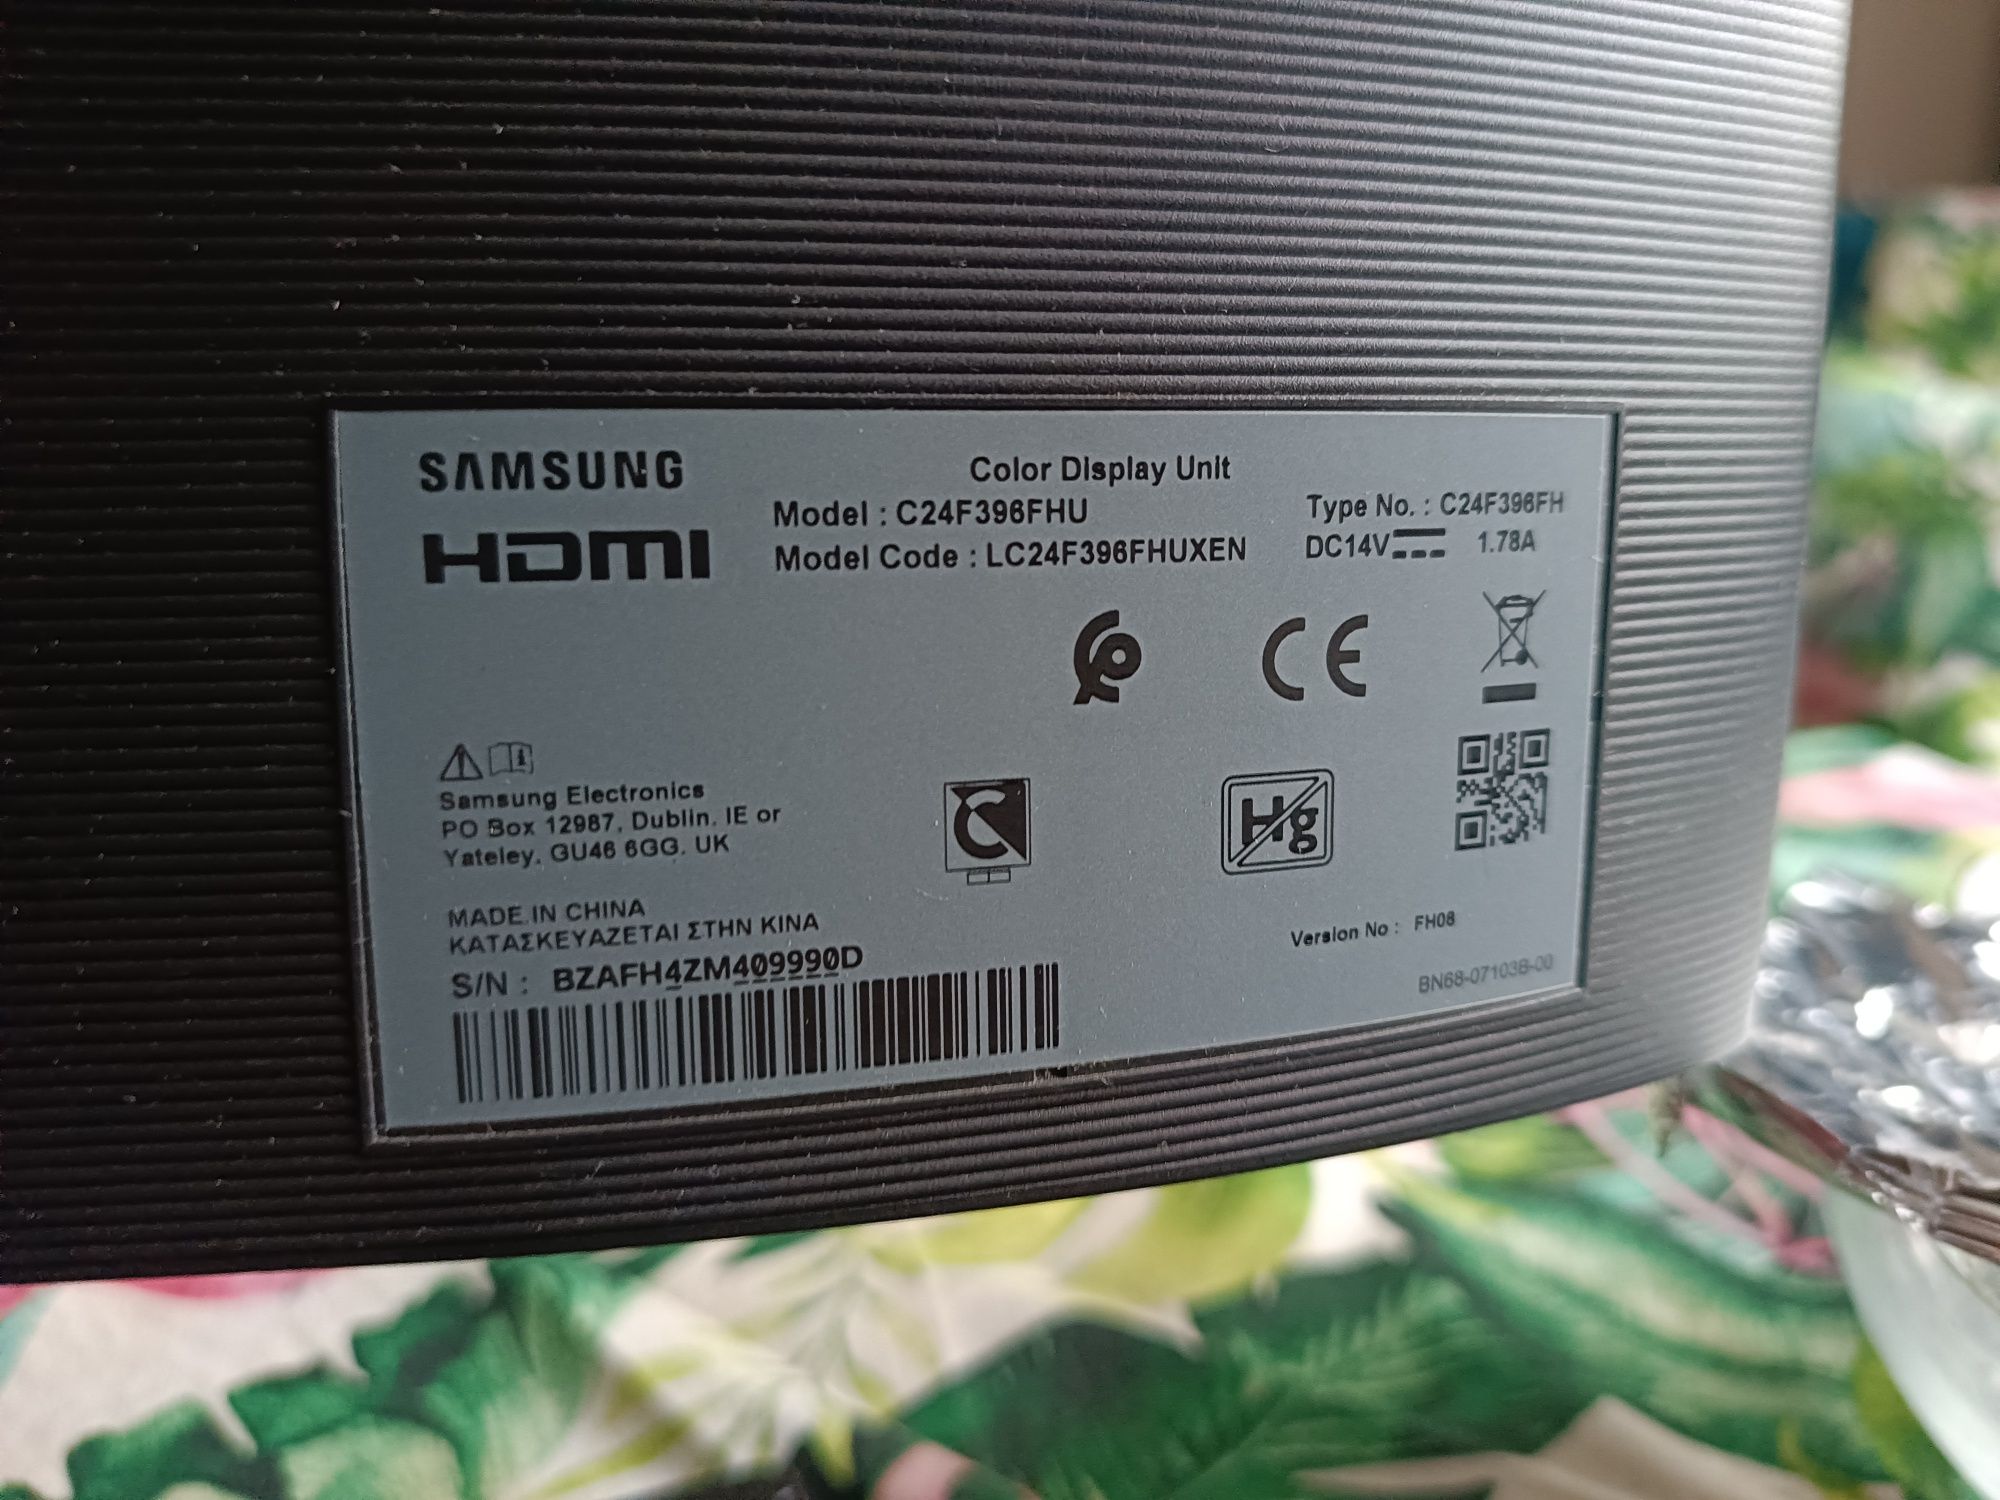 SAMSUNG
HDMI
Color Display Unit
Model : C24F396FHU
Type No. : C24F396FH
Model Code : LC24F396FHUXEN
DC14V 1.78A
CE
Samsung Electronics
PO Box 12987, Dublin. IE or
Yateley, GU46 6GG. UK
C
Hg
MADE IN CHINA
ΚΑΤΑΣΚΕΥΑΖΕΤΑΙ ΣΤΗΝ ΚΙΝΑ
S/N : BZAFH4ZM409990D
Version No : FH08
BN68-07103B-00